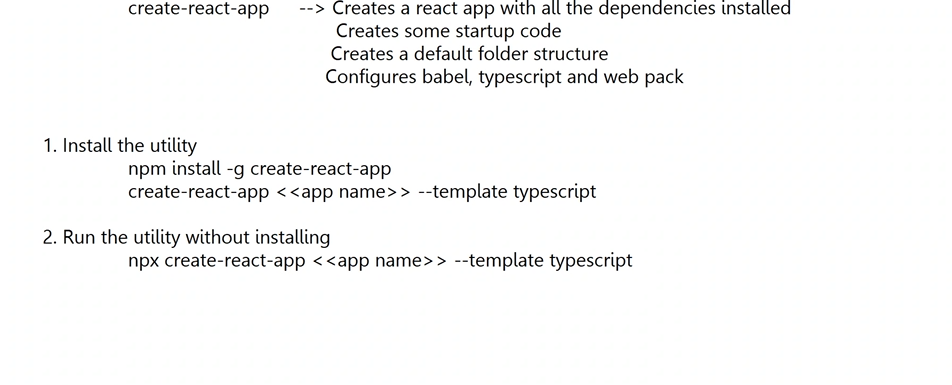 create-react-app --> Creates a react app with all the dependencies installed
Creates some startup code
Creates a default folder structure
Configures babel, typescript and web pack
1. Install the utility
npm install -g create-react-app
create-react-app <<app name>> --template typescript
2. Run the utility without installing
npx create-react-app <<app name>> --template typescript